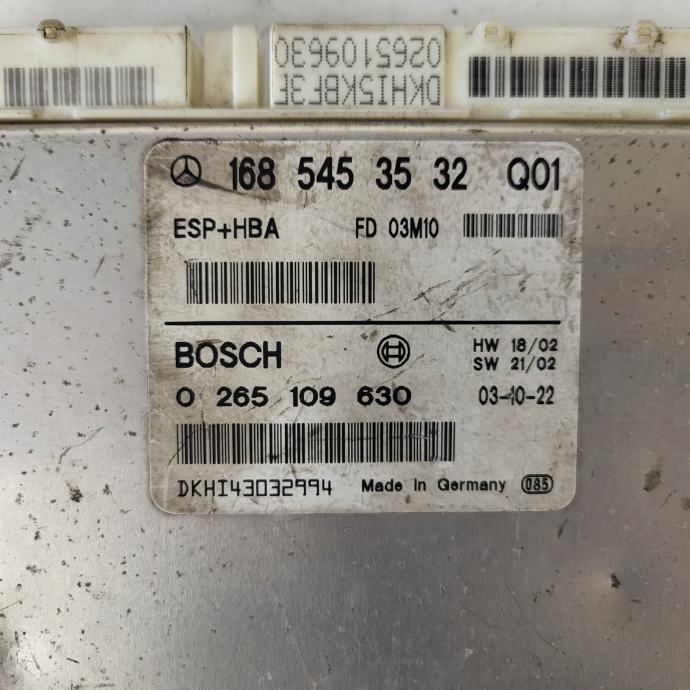 DKHI5KBF3F
0265109630
168 545 35 32 Q01
ESP+HBA FD 03M10
BOSCH HW 18/02
SW 21/02
0 265 109 630 03-10-22
DKHI43032994 Made In Germany 085